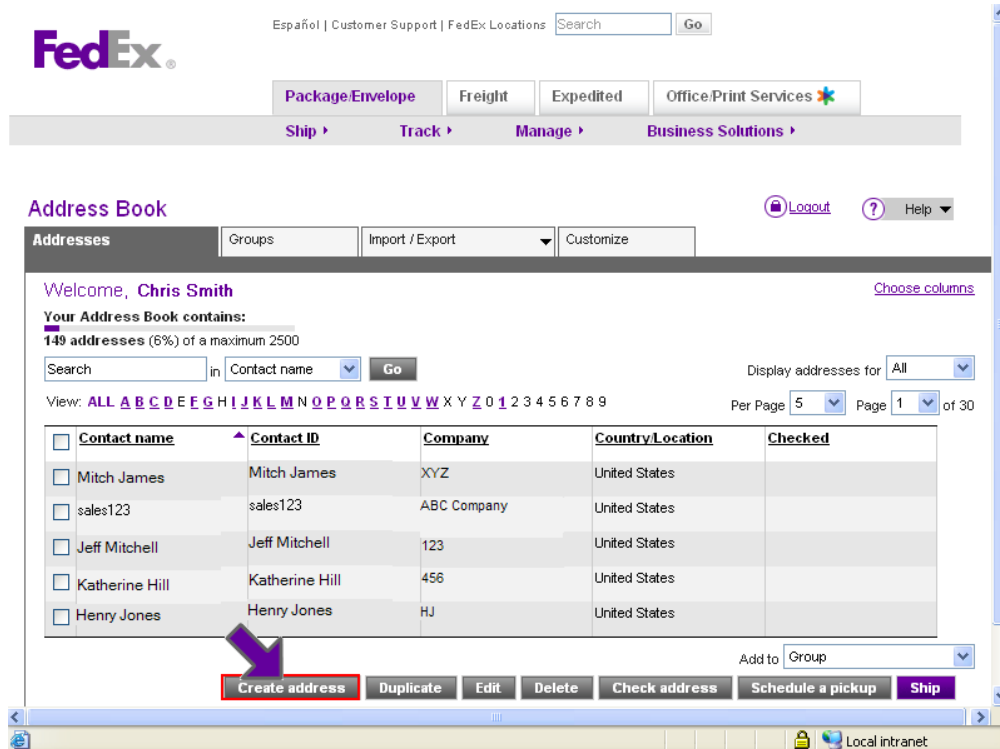 Español | Customer Support | FedEx Locations Search Go
FedEx®
Package/Envelope Freight Expedited Office/Print Services
Ship Track Manage Business Solutions
Address Book Logout ? Help
Addresses Groups Import / Export Customize
Welcome, Chris Smith Choose columns
Your Address Book contains:
149 addresses (6%) of a maximum 2500
Search in Contact name Go Display addresses for All
View: ALL A B C D E F G H I J K L M N O P Q R S T U V W X Y Z 0 1 2 3 4 5 6 7 8 9 Per Page 5 Page 1 of 30
Contact name Contact ID Company Country/Location Checked
Mitch James Mitch James XYZ United States
sales123 sales123 ABC Company United States
Jeff Mitchell Jeff Mitchell 123 United States
Katherine Hill Katherine Hill 456 United States
Henry Jones Henry Jones HJ United States
Add to Group
Create address Duplicate Edit Delete Check address Schedule a pickup Ship
Local intranet